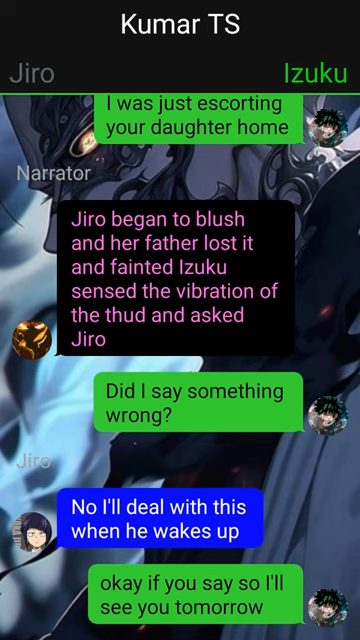 Kumar TS
Jiro
Izuku
I was just escorting
your daughter home
Narrator
Jiro began to blush
and her father lost it
and fainted Izuku
sensed the vibration of
the thud and asked
Jiro
Did I say something
wrong?
Jiro
No I'll deal with this
when he wakes up
okay if you say so I'll
see you tomorrow